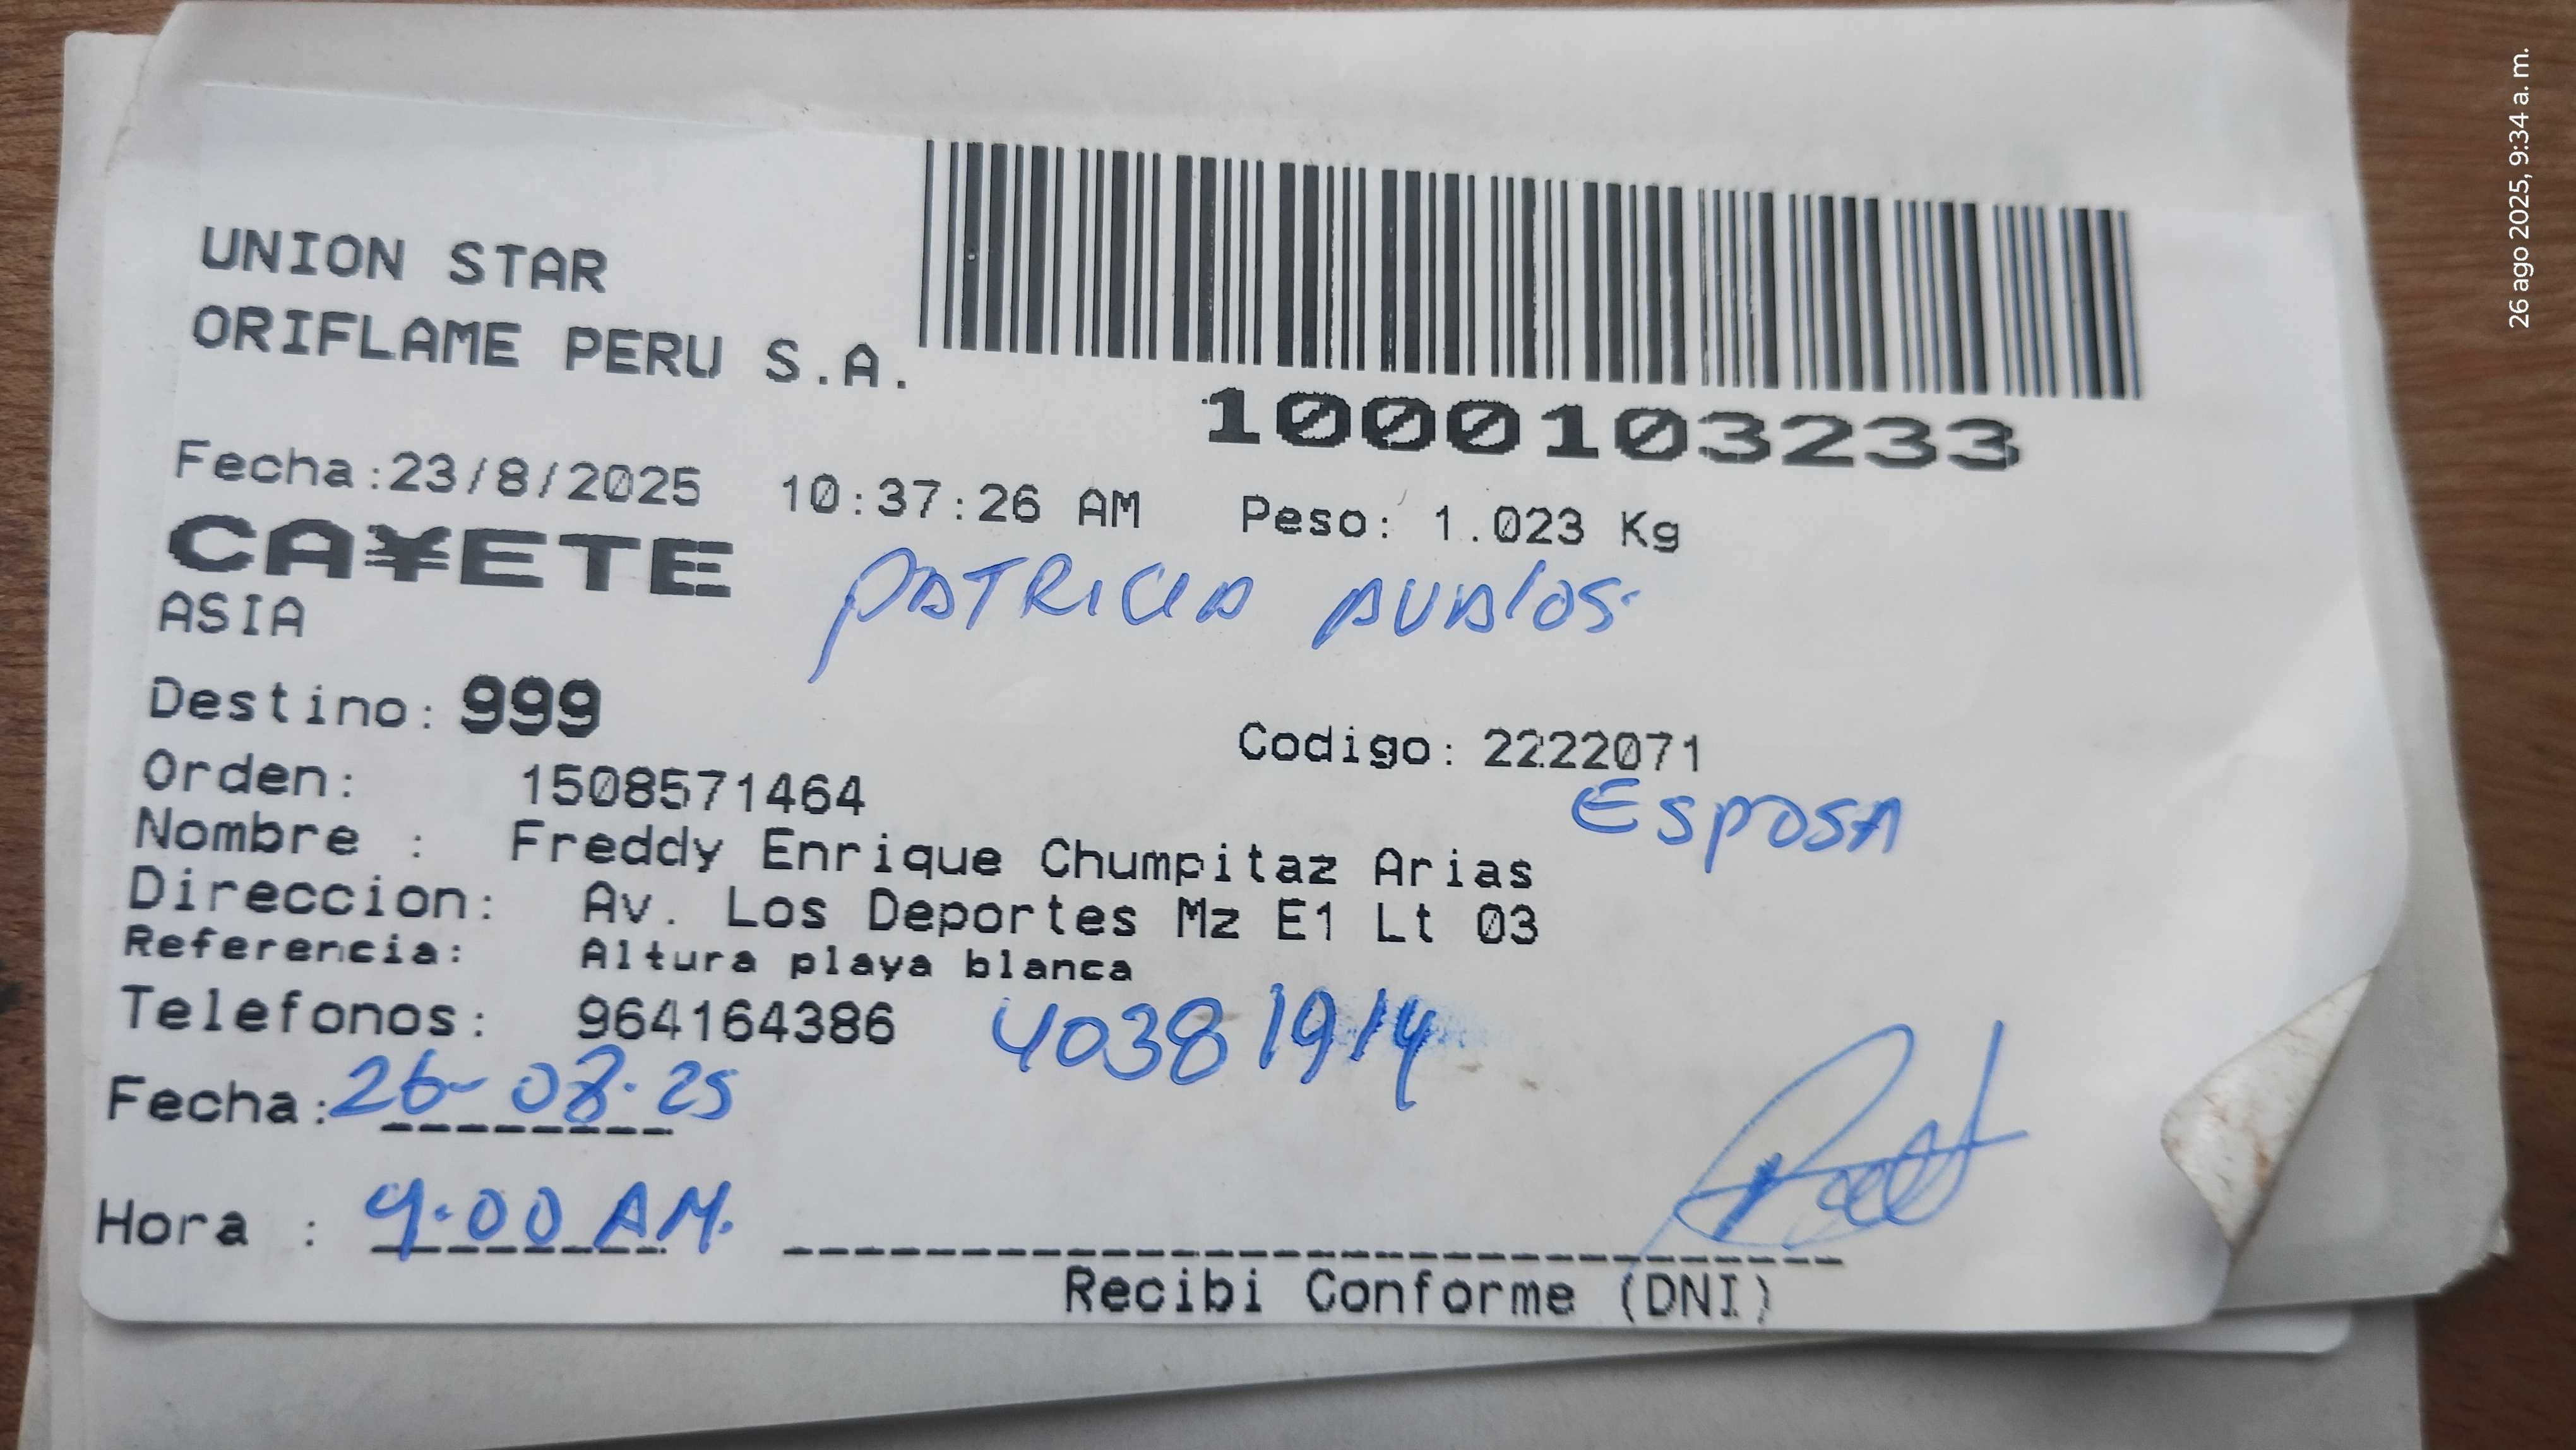 UNION STAR
ORIFLAME PERU S.A.
1000103233
Fecha:23/8/2025 10:37:26 AM Peso: 1.023 Kg
CA¥ETE
PATRICIA AVALOS.
ASIA
Destino: 999
Codigo: 2222071
Orden: 1508571464
ESPOSA
Nombre : Freddy Enrique Chumpitaz Arias
Direccion: Av. Los Deportes Mz E1 Lt 03
Referencia: Altura playa blanca
Telefonos: 964164386 40381914
Fecha:26-08-25
Hora : 9:00 AM.
Recibi Conforme (DNI)
26 ago 2025, 9:34 a. m.